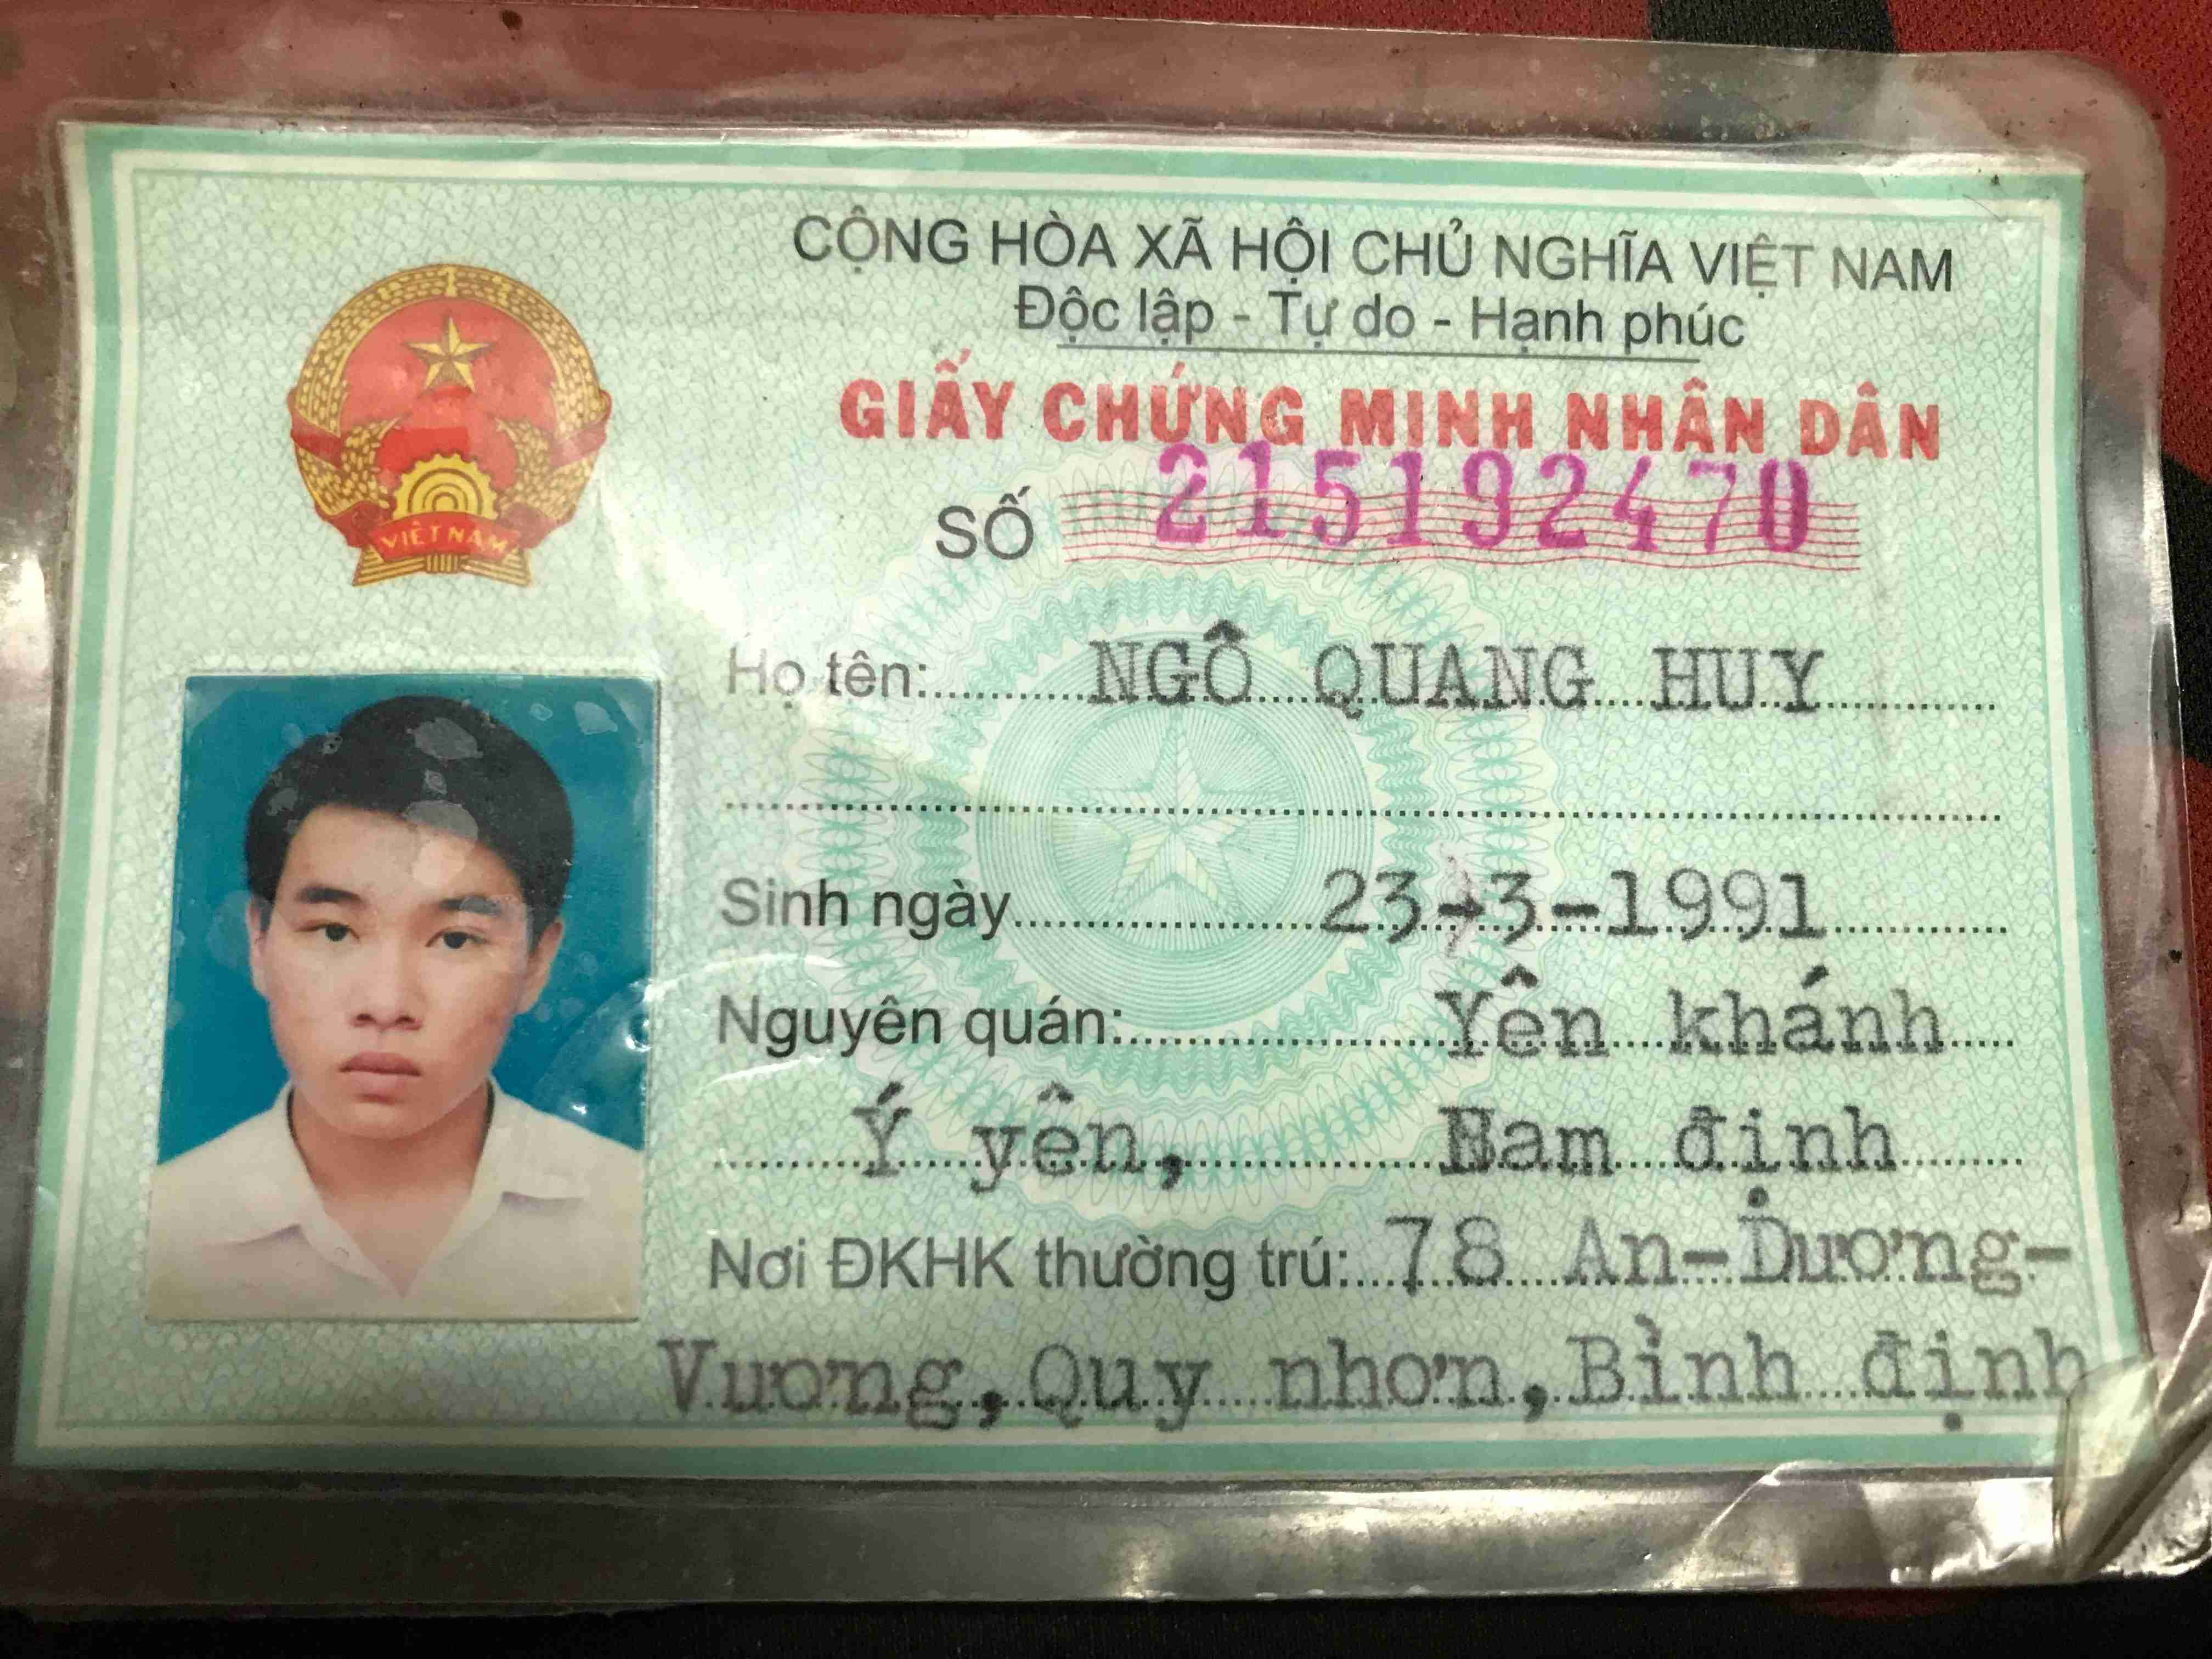 CỘNG HÒA XÃ HỘI CHỦ NGHĨA VIỆT NAM
Độc lập - Tự do - Hạnh phúc
GIẤY CHỨNG MINH NHÂN DÂN
SỐ 215192470
VIỆT NAM
Họ tên: NGÔ QUANG HUY
Sinh ngày 23-3-1991
Nguyên quán: Yên khánh
Ý yên, Nam định
Nơi ĐKHK thường trú: 78 An-Dương-
Vương, Quy nhơn, Bình định